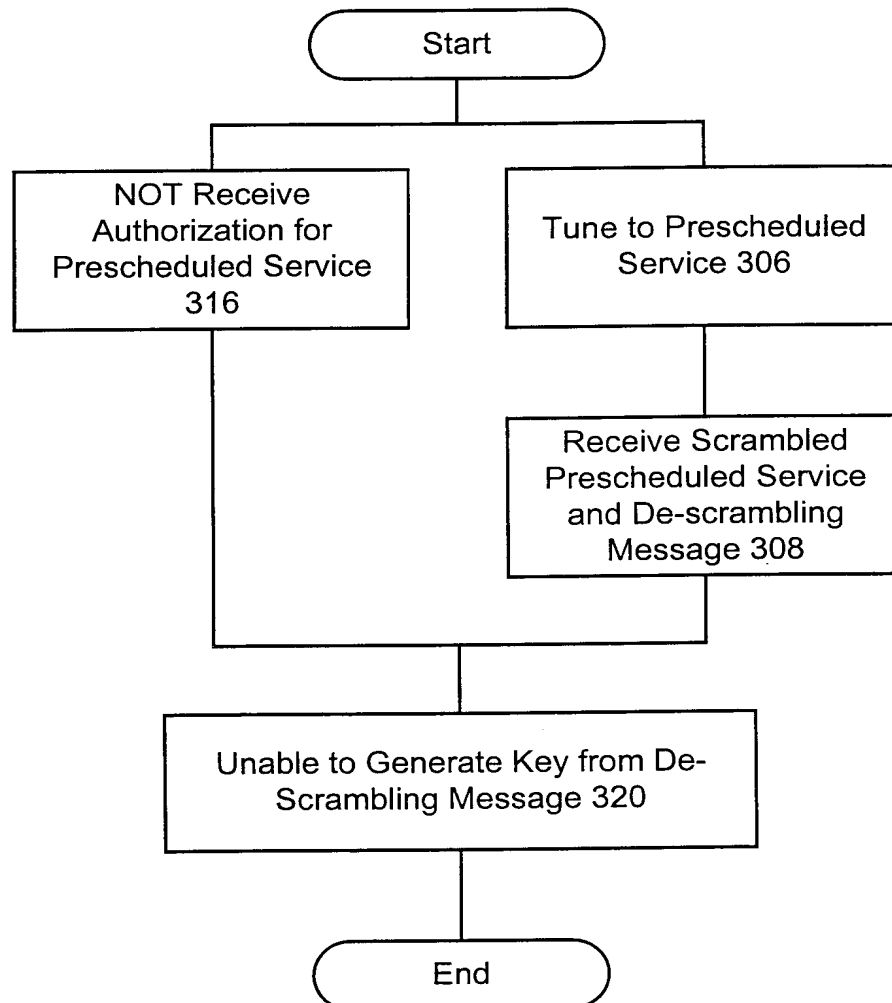 Start
NOT Receive
Authorization for
Prescheduled Service
316
Tune to Prescheduled
Service 306
Receive Scrambled
Prescheduled Service
and De-scrambling
Message 308
Unable to Generate Key from De-
Scrambling Message 320
End